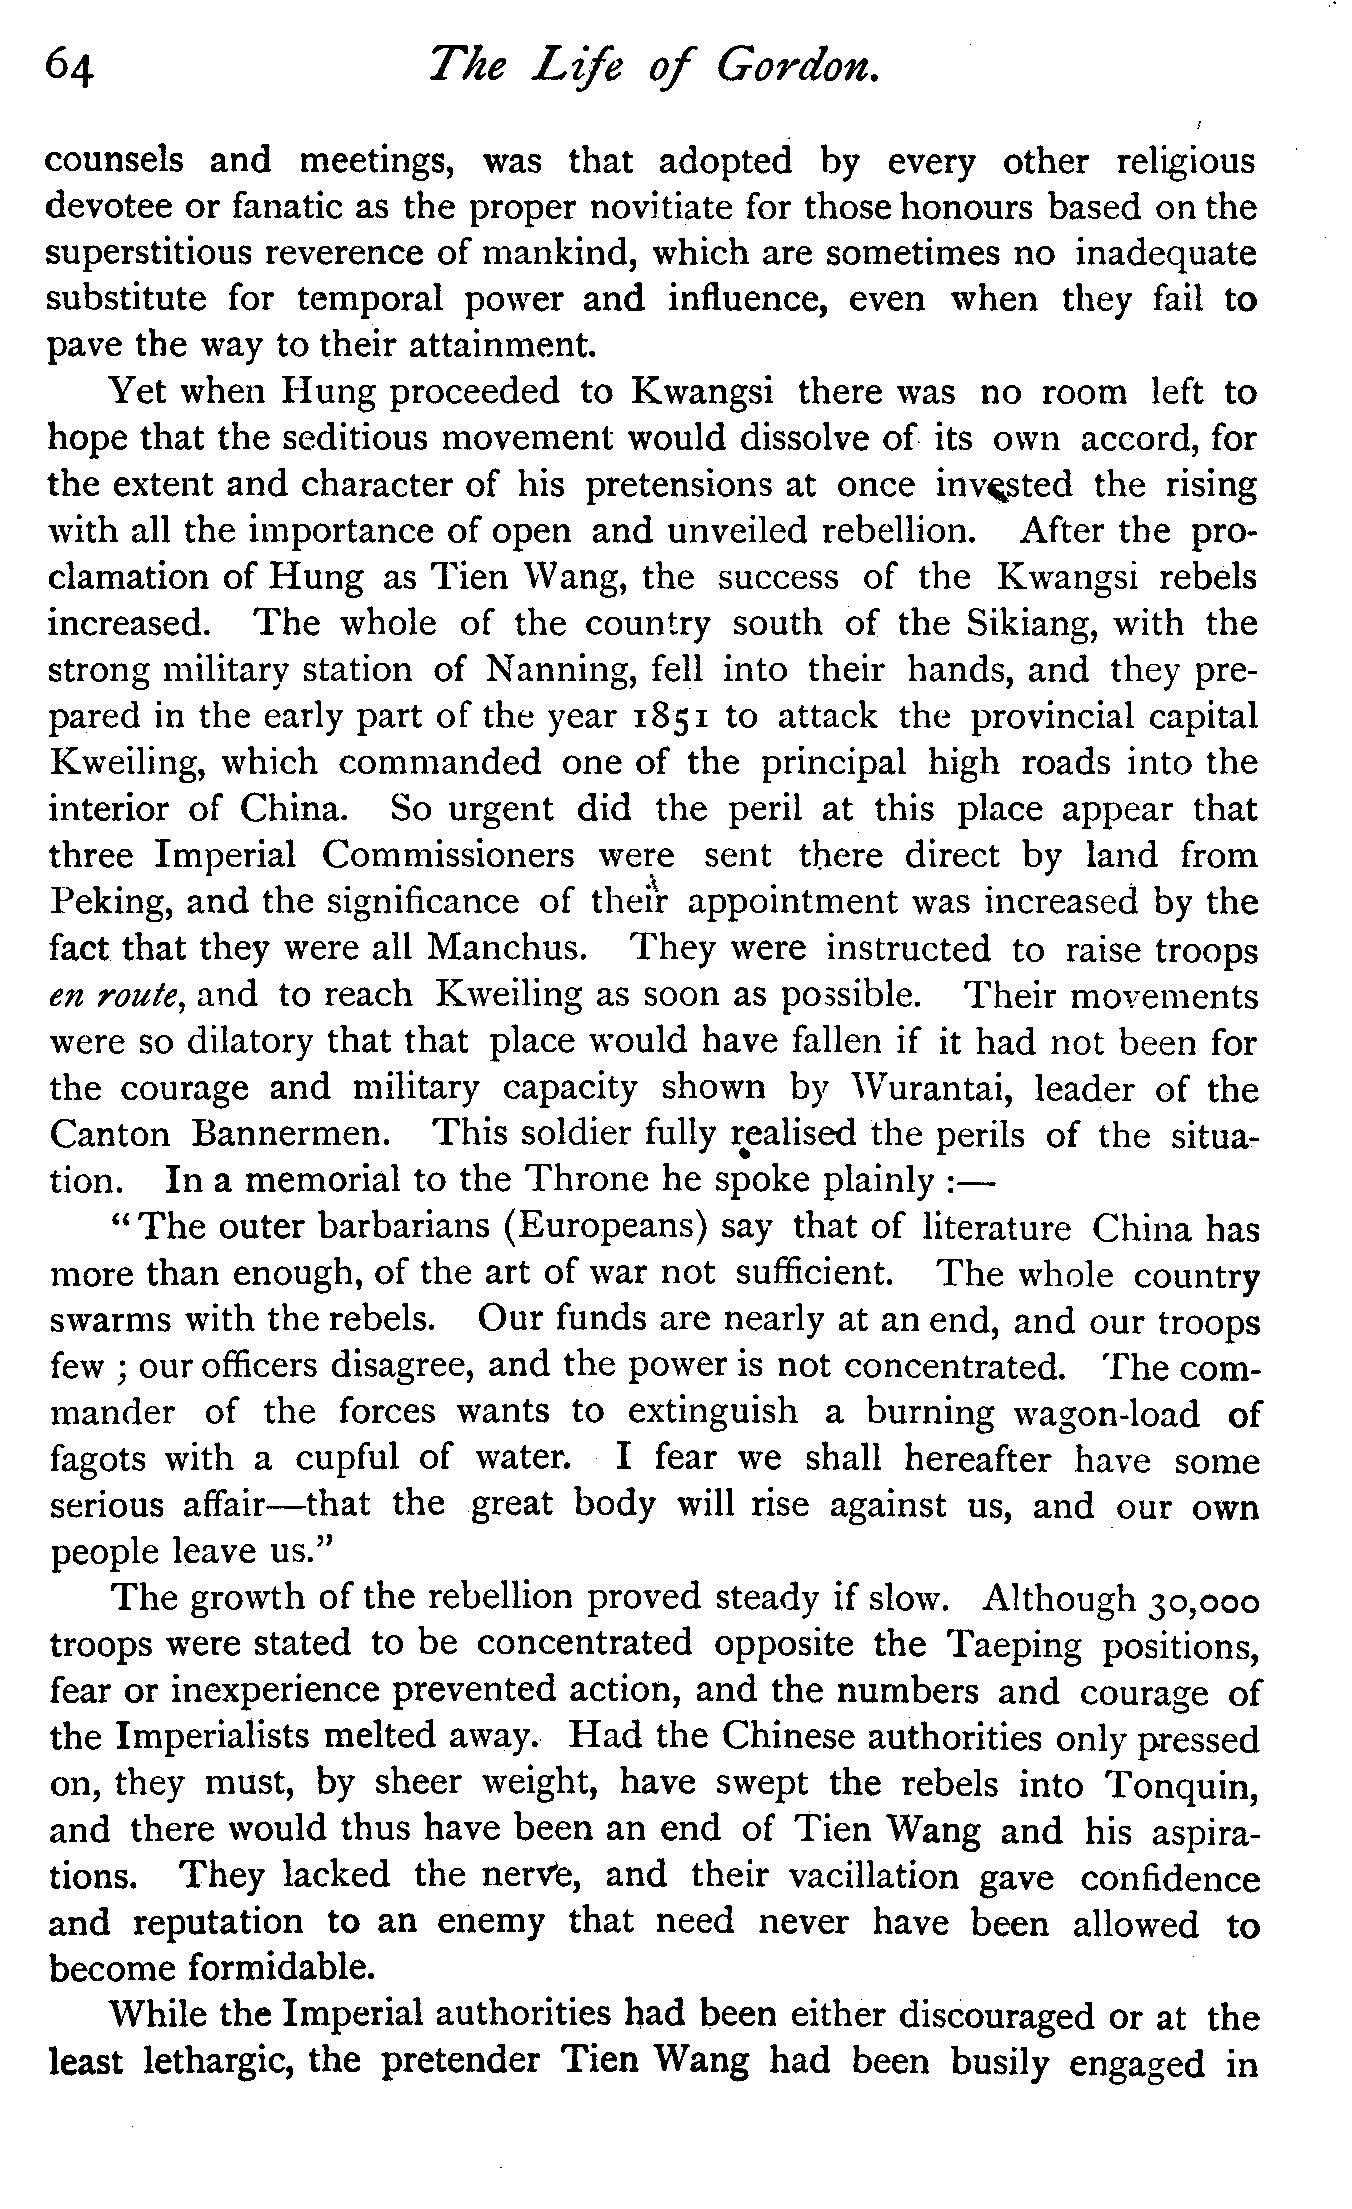 64 The Life of Gordon.
counsels and meetings, was that adopted by every other religious
devotee or fanatic as the proper novitiate for those honours based on the
superstitious reverence of mankind, which are sometimes no inadequate
substitute for temporal power and influence, even when they fail to
pave the way to their attainment.
Yet when Hung proceeded to Kwangsi there was no room left to
hope that the seditious movement would dissolve of its own accord, for
the extent and character of his pretensions at once invested the rising
with all the importance of open and unveiled rebellion. After the pro-
clamation of Hung as Tien Wang, the success of the Kwangsi rebels
increased. The whole of the country south of the Sikiang, with the
strong military station of Nanning, fell into their hands, and they pre-
pared in the early part of the year 1851 to attack the provincial capital
Kweiling, which commanded one of the principal high roads into the
interior of China. So urgent did the peril at this place appear that
three Imperial Commissioners were sent there direct by land from
Peking, and the significance of their appointment was increased by the
fact that they were all Manchus. They were instructed to raise troops
en route, and to reach Kweiling as soon as possible. Their movements
were so dilatory that that place would have fallen if it had not been for
the courage and military capacity shown by Wurantai, leader of the
Canton Bannermen. This soldier fully realised the perils of the situa-
tion. In a memorial to the Throne he spoke plainly :—
“ The outer barbarians (Europeans) say that of literature China has
more than enough, of the art of war not sufficient. The whole country
swarms with the rebels. Our funds are nearly at an end, and our troops
few ; our officers disagree, and the power is not concentrated. The com-
mander of the forces wants to extinguish a burning wagon-load of
fagots with a cupful of water. I fear we shall hereafter have some
serious affair—that the great body will rise against us, and our own
people leave us.”
The growth of the rebellion proved steady if slow. Although 30,000
troops were stated to be concentrated opposite the Taeping positions,
fear or inexperience prevented action, and the numbers and courage of
the Imperialists melted away. Had the Chinese authorities only pressed
on, they must, by sheer weight, have swept the rebels into Tonquin,
and there would thus have been an end of Tien Wang and his aspira-
tions. They lacked the nerve, and their vacillation gave confidence
and reputation to an enemy that need never have been allowed to
become formidable.
While the Imperial authorities had been either discouraged or at the
least lethargic, the pretender Tien Wang had been busily engaged in